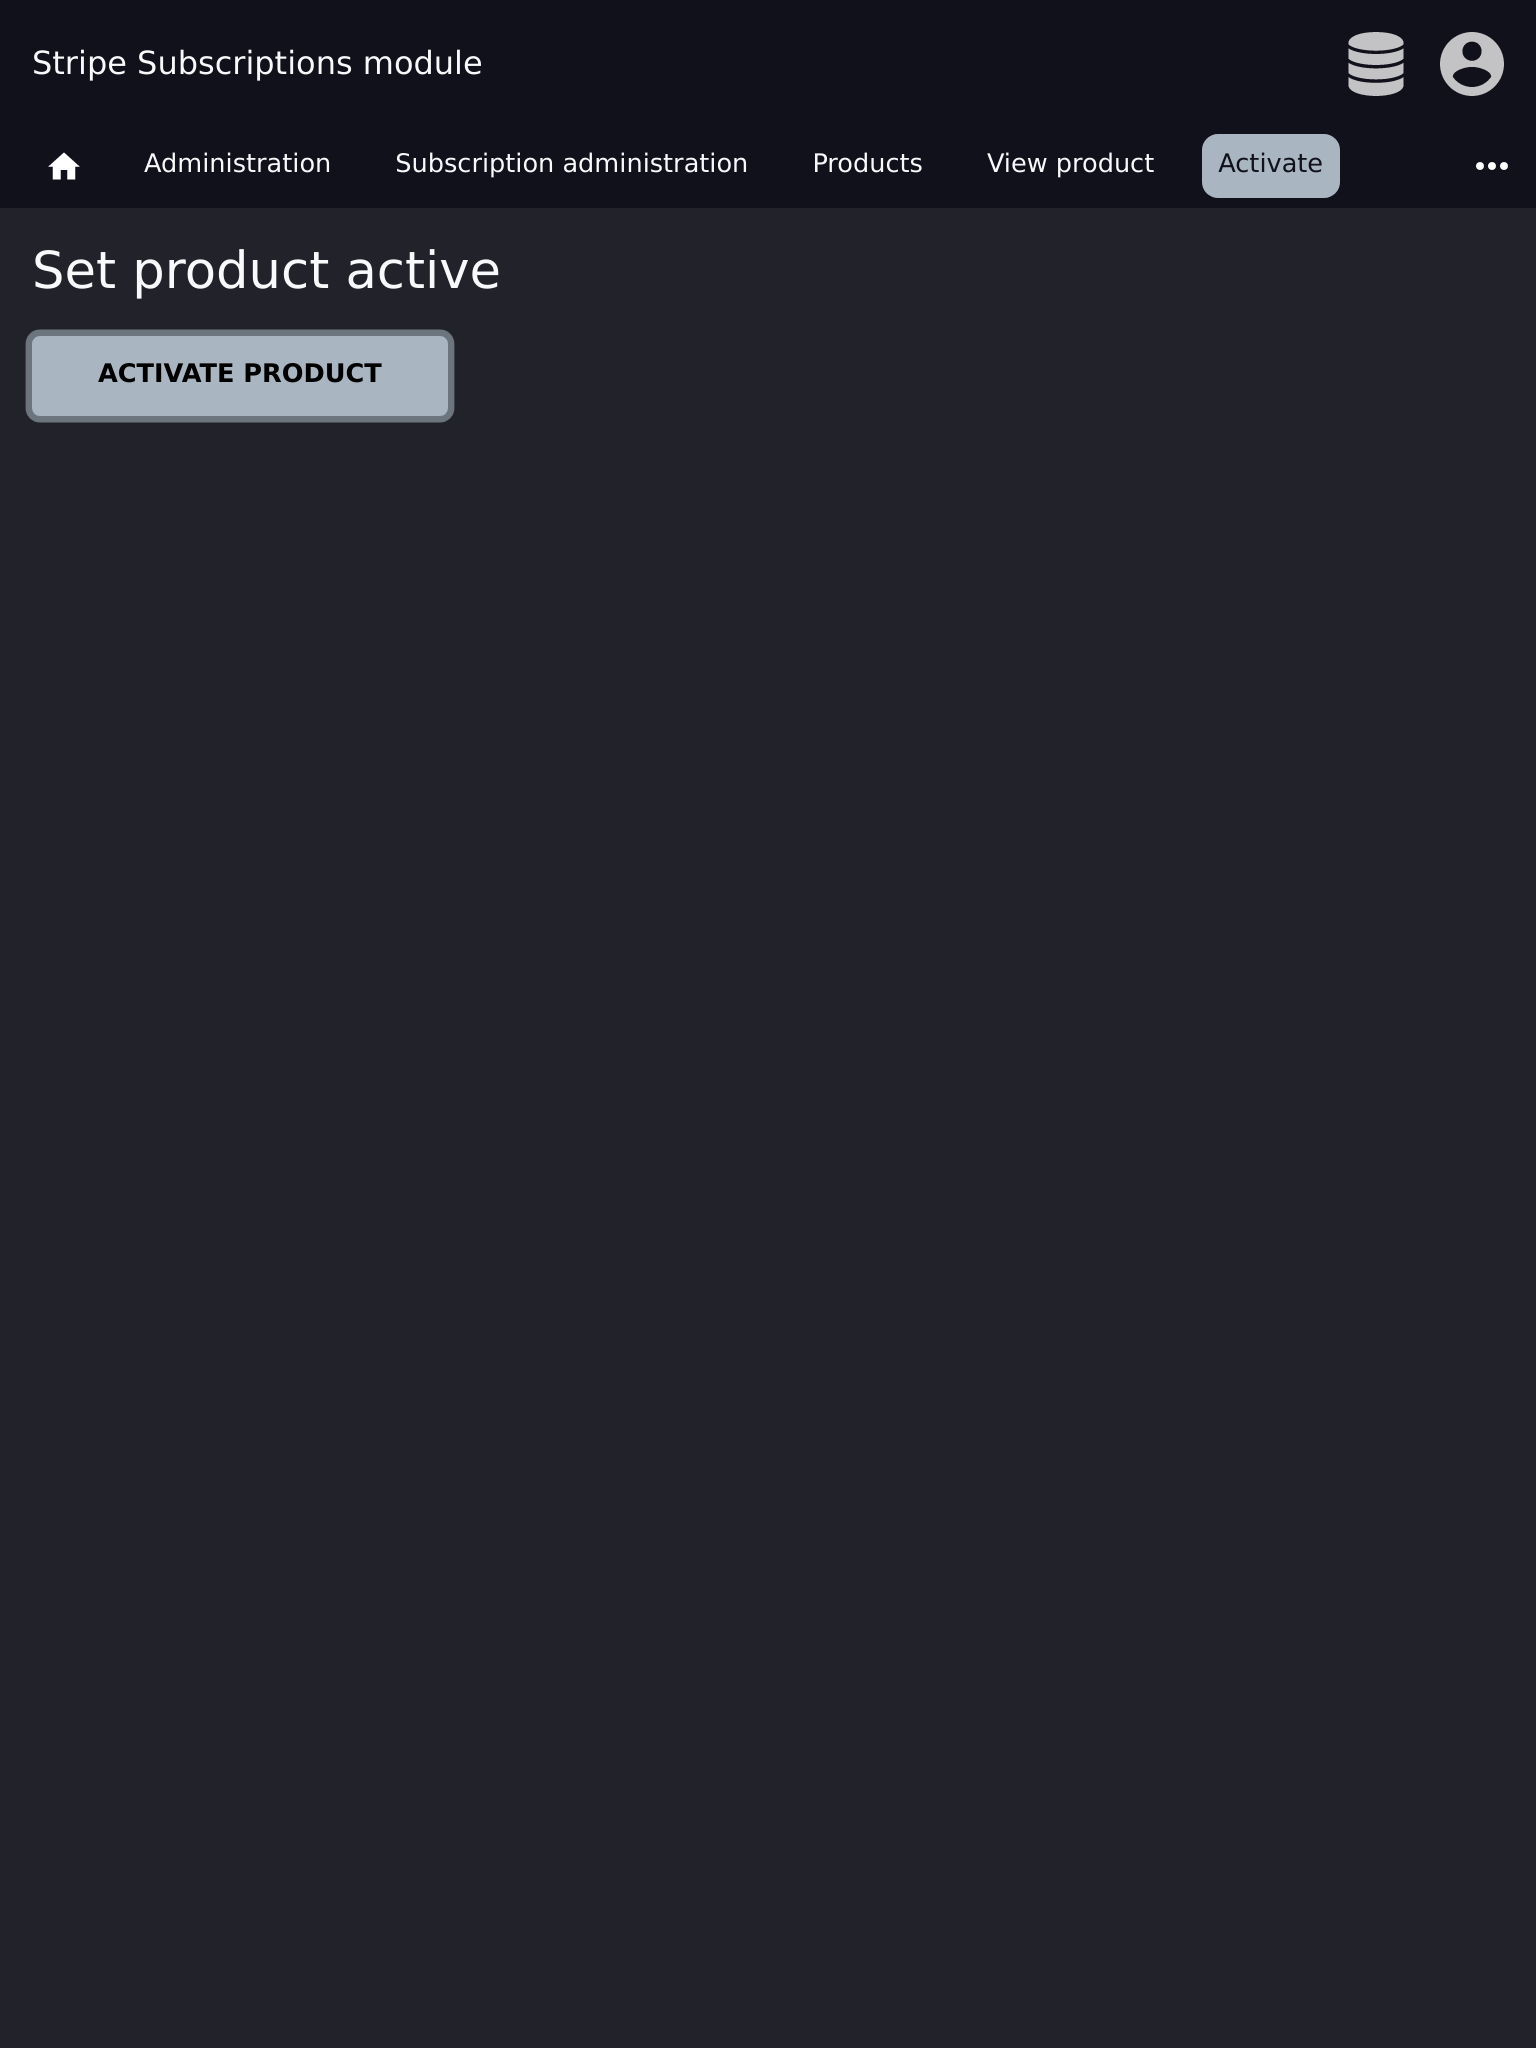 Stripe Subscriptions module
Administration Subscription administration Products View product Activate
Set product active
ACTIVATE PRODUCT